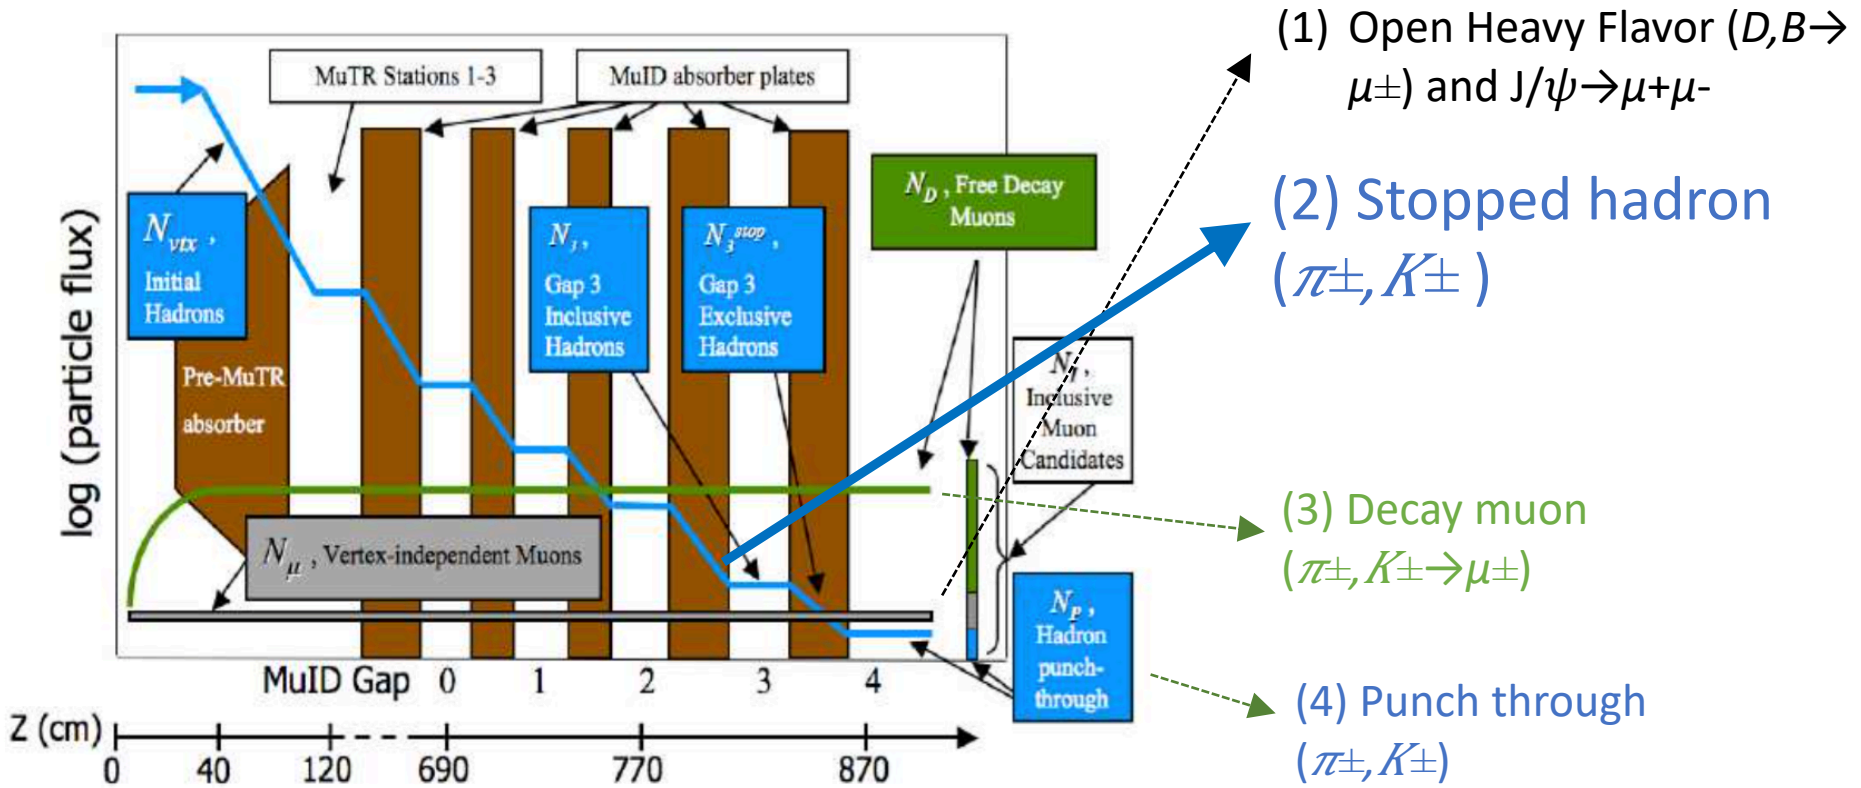 (1) Open Heavy Flavor (D,B→
μ±) and J/ψ→μ+μ-
MuTR Stations 1-3
MuID absorber plates
N_D , Free Decay
Muons
(2) Stopped hadron
(π±, K± )
N_vtx ,
Initial
Hadrons
N_3,
Gap 3
Inclusive
Hadrons
N_3^stop ,
Gap 3
Exclusive
Hadrons
log (particle flux)
Pre-MuTR
absorber
N_I,
Inclusive
Muon
Candidates
(3) Decay muon
(π±, K±→μ±)
N_μ , Vertex-independent Muons
N_P ,
Hadron
punch-
through
MuID Gap 0 1 2 3 4
(4) Punch through
(π±, K±)
Z (cm)
0 40 120 690 770 870